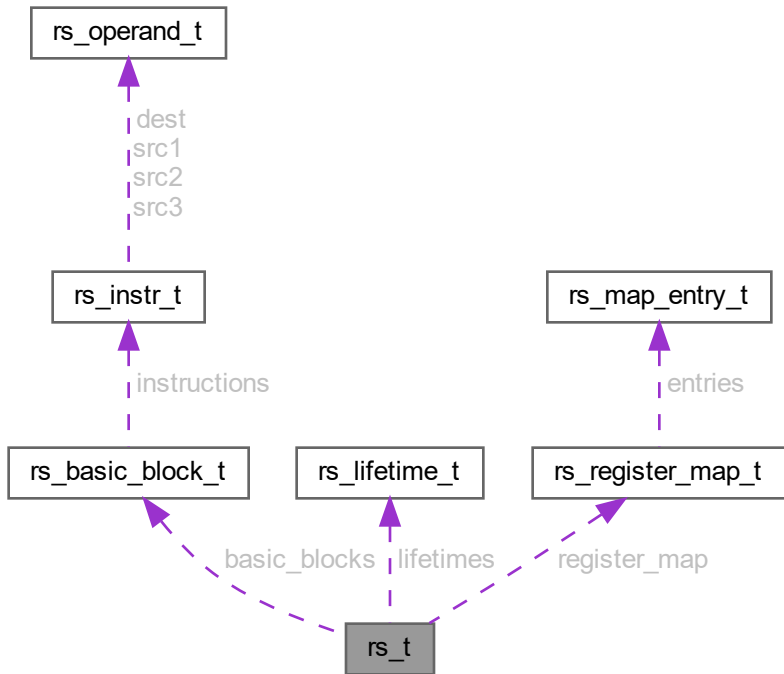 rs_operand_t
dest
src1
src2
src3
rs_instr_t
rs_map_entry_t
instructions
entries
rs_basic_block_t
rs_lifetime_t
rs_register_map_t
basic_blocks
lifetimes
register_map
rs_t